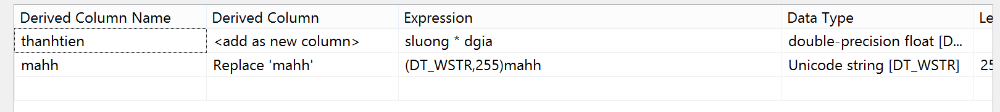 Derived Column Name Derived Column Expression Data Type Le
thanhtien <add as new column> sluong * dgia double-precision float [D...
mahh Replace 'mahh' (DT_WSTR,255)mahh Unicode string [DT_WSTR] 25